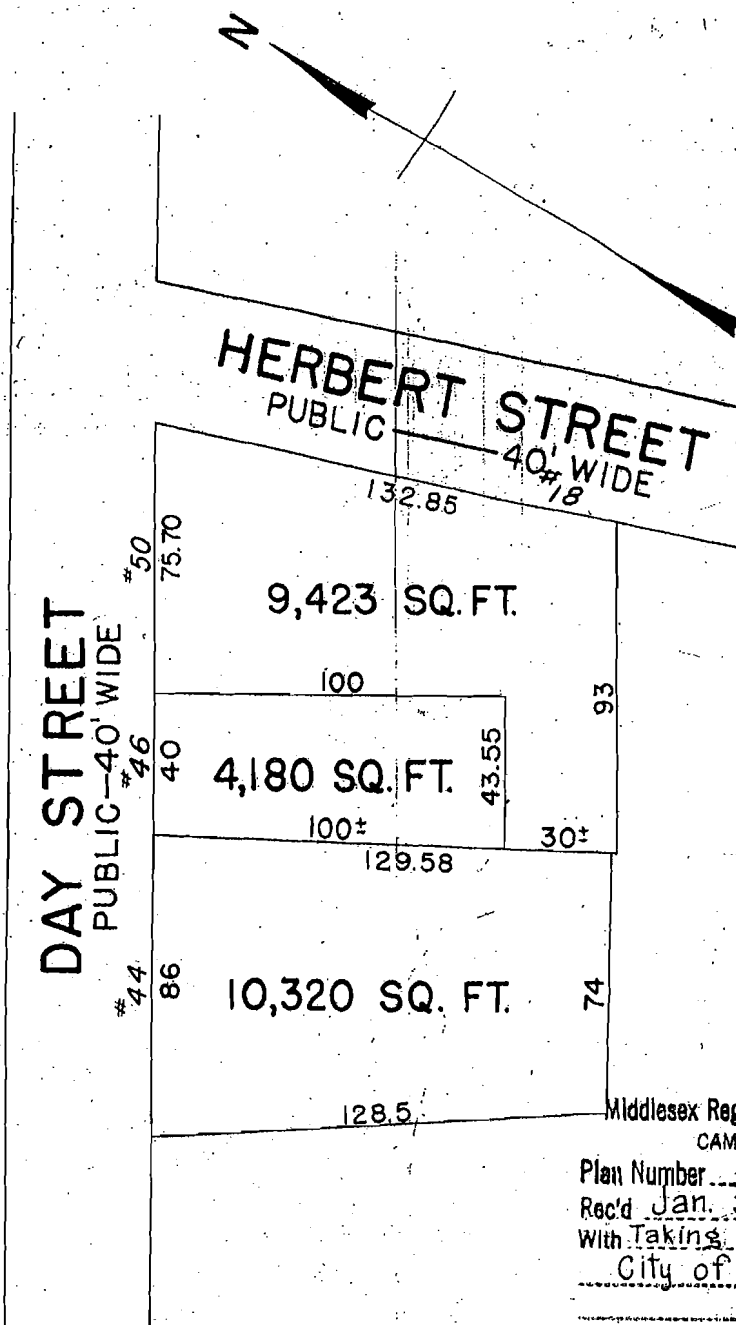 N
HERBERT STREET
PUBLIC — 40' WIDE
#18
132.85
#50
75.70
9,423 SQ. FT.
100
93
DAY STREET
PUBLIC—40' WIDE
#46
40
4,180 SQ. FT.
43.55
100±
30±
129.58
#44
86
10,320 SQ. FT.
74
128.5
Middlesex Reg
CAM
Plan Number
Rec'd Jan.
With Taking
City of